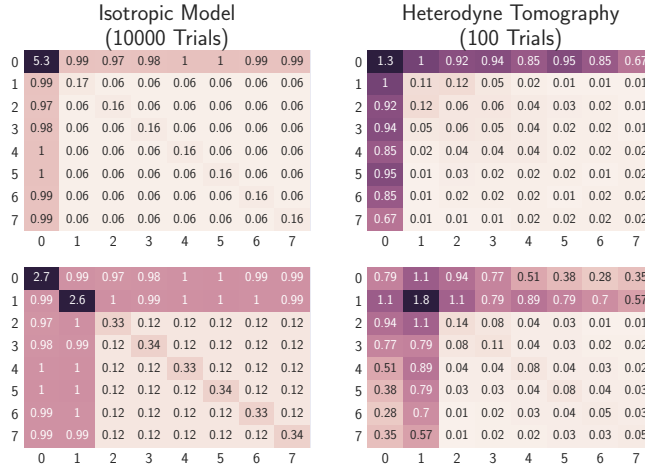 Isotropic Model
(10000 Trials)
Heterodyne Tomography
(100 Trials)
0 5.3 0.99 0.97 0.98 1 1 0.99 0.99
1 0.99 0.17 0.06 0.06 0.06 0.06 0.06 0.06
2 0.97 0.06 0.16 0.06 0.06 0.06 0.06 0.06
3 0.98 0.06 0.06 0.16 0.06 0.06 0.06 0.06
4 1 0.06 0.06 0.06 0.16 0.06 0.06 0.06
5 1 0.06 0.06 0.06 0.06 0.16 0.06 0.06
6 0.99 0.06 0.06 0.06 0.06 0.06 0.16 0.06
7 0.99 0.06 0.06 0.06 0.06 0.06 0.06 0.16
0 1 2 3 4 5 6 7
0 1.3 1 0.92 0.94 0.85 0.95 0.85 0.67
1 1 0.11 0.12 0.05 0.02 0.01 0.01 0.01
2 0.92 0.12 0.06 0.06 0.04 0.03 0.02 0.01
3 0.94 0.05 0.06 0.05 0.04 0.02 0.02 0.01
4 0.85 0.02 0.04 0.04 0.04 0.02 0.02 0.02
5 0.95 0.01 0.03 0.02 0.02 0.02 0.01 0.02
6 0.85 0.01 0.02 0.02 0.02 0.01 0.02 0.02
7 0.67 0.01 0.01 0.01 0.02 0.02 0.02 0.02
0 1 2 3 4 5 6 7
0 2.7 0.99 0.97 0.98 1 1 0.99 0.99
1 0.99 2.6 1 0.99 1 1 1 0.99
2 0.97 1 0.33 0.12 0.12 0.12 0.12 0.12
3 0.98 0.99 0.12 0.34 0.12 0.12 0.12 0.12
4 1 1 0.12 0.12 0.33 0.12 0.12 0.12
5 1 1 0.12 0.12 0.12 0.34 0.12 0.12
6 0.99 1 0.12 0.12 0.12 0.12 0.33 0.12
7 0.99 0.99 0.12 0.12 0.12 0.12 0.12 0.34
0 1 2 3 4 5 6 7
0 0.79 1.1 0.94 0.77 0.51 0.38 0.28 0.35
1 1.1 1.8 1.1 0.79 0.89 0.79 0.7 0.57
2 0.94 1.1 0.14 0.08 0.04 0.03 0.01 0.01
3 0.77 0.79 0.08 0.11 0.04 0.03 0.02 0.02
4 0.51 0.89 0.04 0.04 0.08 0.04 0.03 0.02
5 0.38 0.79 0.03 0.03 0.04 0.08 0.04 0.03
6 0.28 0.7 0.01 0.02 0.03 0.04 0.05 0.03
7 0.35 0.57 0.01 0.02 0.02 0.03 0.03 0.05
0 1 2 3 4 5 6 7